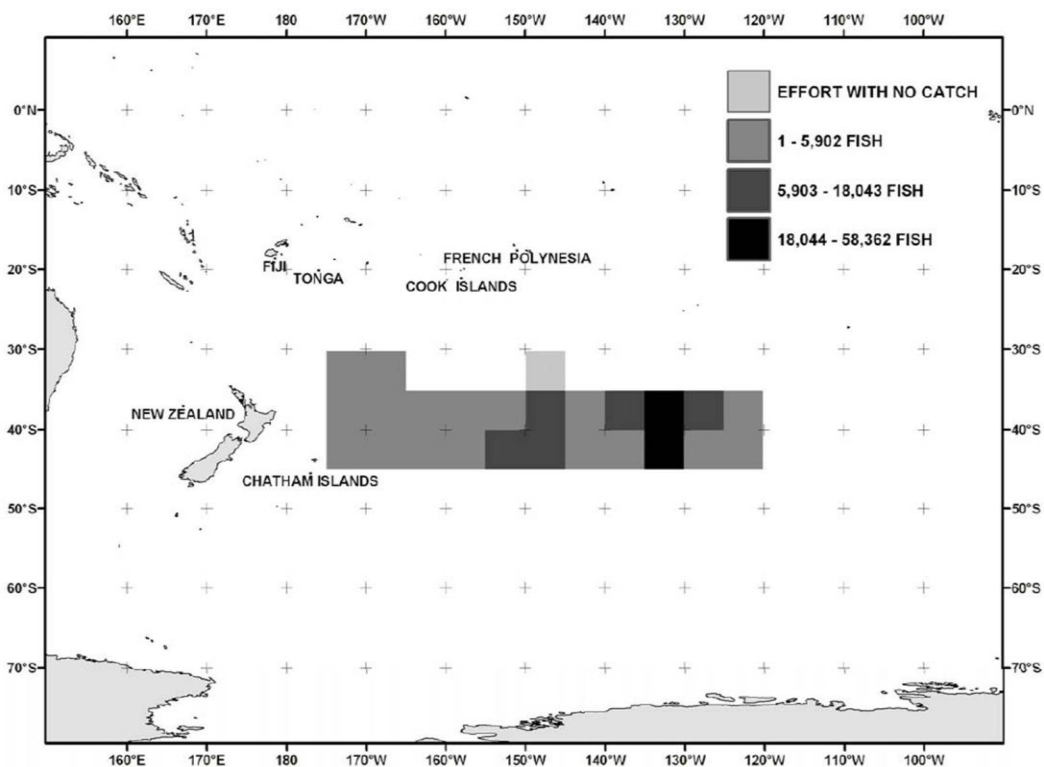 160°E 170°E 180° 170°W 160°W 150°W 140°W 130°W 120°W 110°W 100°W
EFFORT WITH NO CATCH
0°N 0°N
1 - 5,902 FISH
10°S 5,903 - 18,043 FISH 10°S
18,044 - 58,362 FISH
FRENCH POLYNESIA
FIJI
20°S TONGA 20°S
COOK ISLANDS
30°S 30°S
NEW ZEALAND
40°S 40°S
CHATHAM ISLANDS
50°S 50°S
60°S 60°S
70°S 70°S
160°E 170°E 180° 170°W 160°W 150°W 140°W 130°W 120°W 110°W 100°W